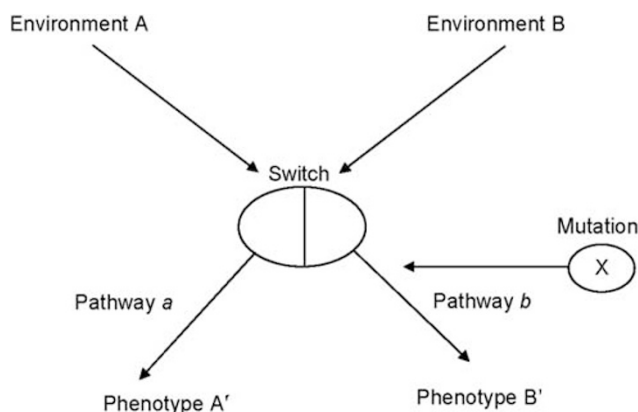 Environment A
Environment B
Switch
Mutation
X
Pathway a
Pathway b
Phenotype A'
Phenotype B'